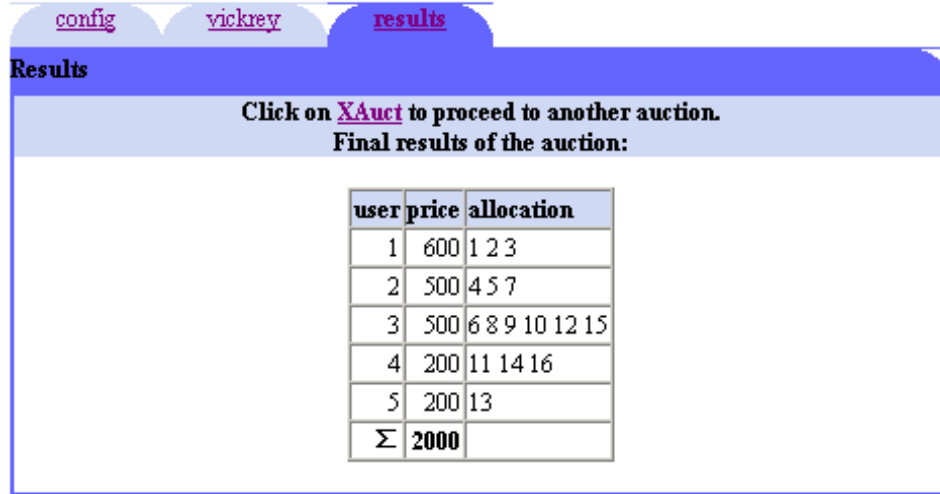 config vickrey results
Results
Click on XAuct to proceed to another auction.
Final results of the auction:
user price allocation
1 600 1 2 3
2 500 4 5 7
3 500 6 8 9 10 12 15
4 200 11 14 16
5 200 13
Σ 2000